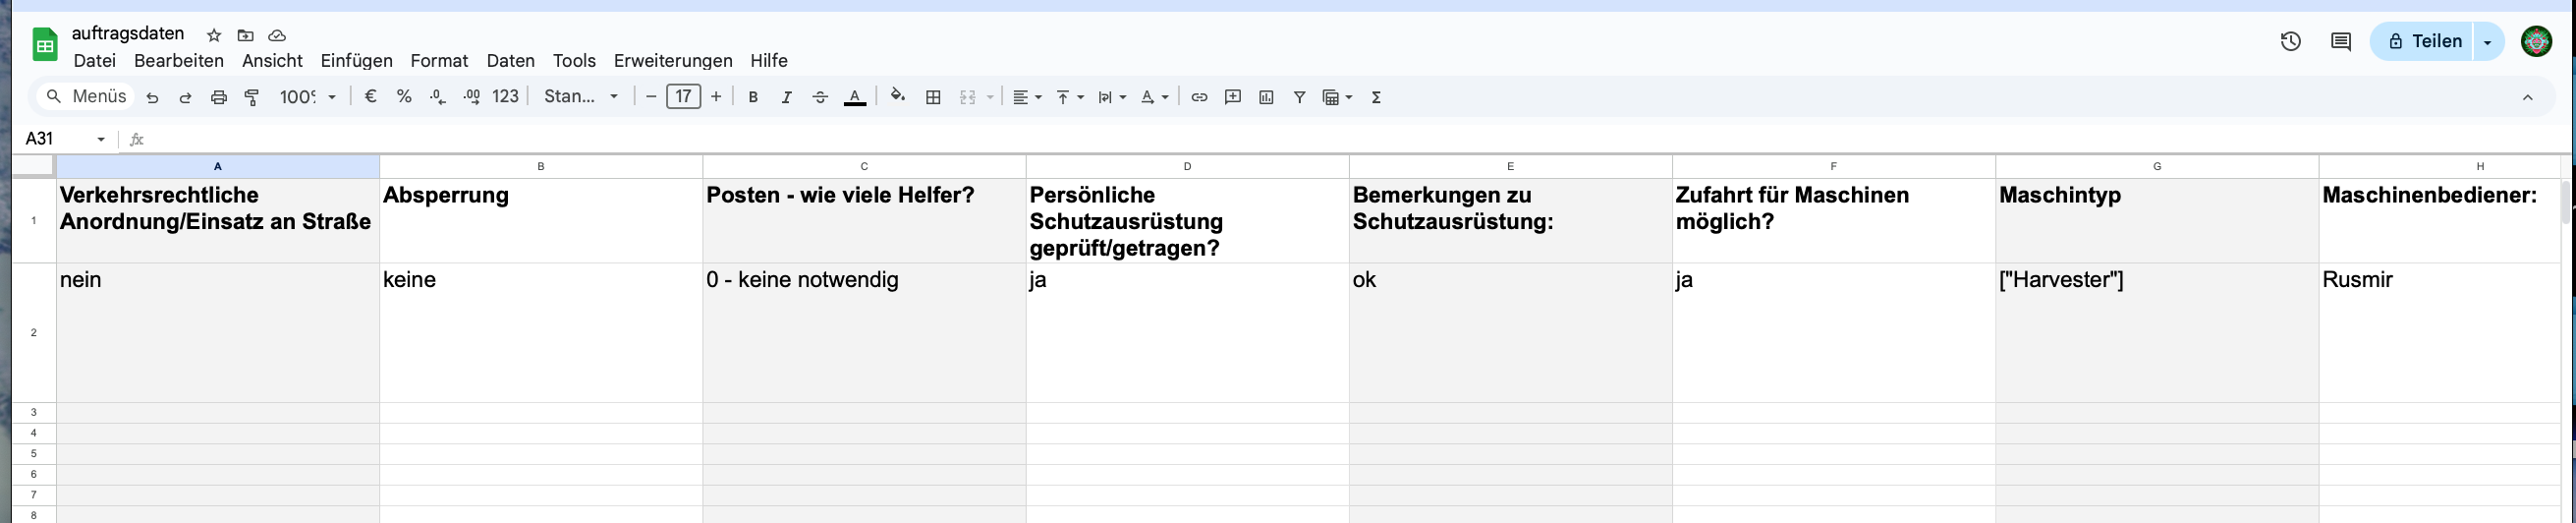 auftragsdaten
Datei Bearbeiten Ansicht Einfügen Format Daten Tools Erweiterungen Hilfe
Teilen
Menüs 100% € % .0 .00 123 Stan... − 17 + B I S A Σ
A31 fx
A B C D E F G H
1
Verkehrsrechtliche
Anordnung/Einsatz an Straße
Absperrung
Posten - wie viele Helfer?
Persönliche
Schutzausrüstung
geprüft/getragen?
Bemerkungen zu
Schutzausrüstung:
Zufahrt für Maschinen
möglich?
Maschintyp
Maschinenbediener:
2
nein
keine
0 - keine notwendig
ja
ok
ja
["Harvester"]
Rusmir
3
4
5
6
7
8